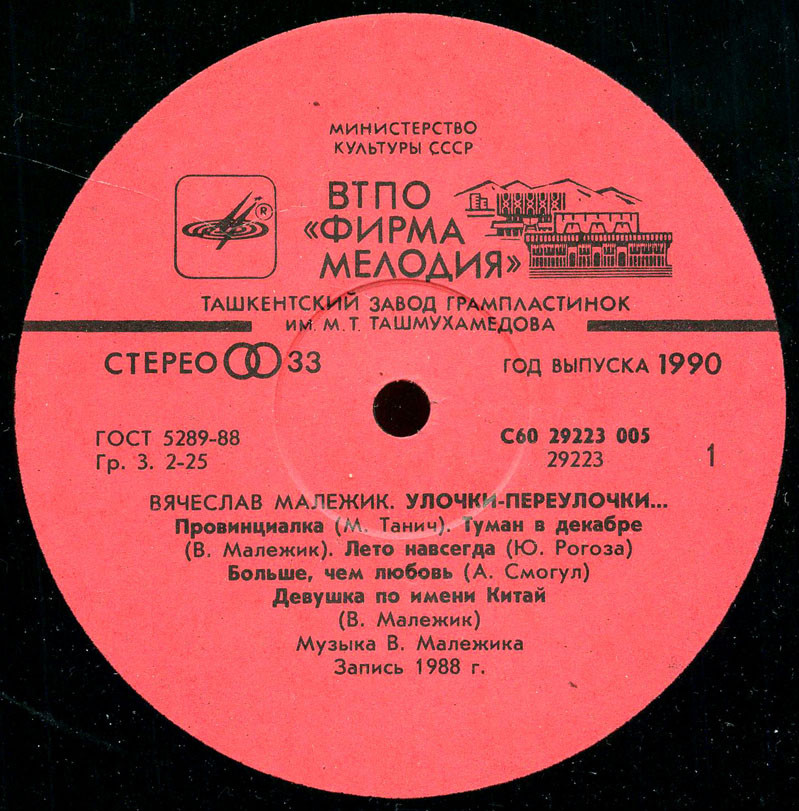 МИНИСТЕРСТВО
КУЛЬТУРЫ СССР
ВТПО
«ФИРМА
МЕЛОДИЯ»
®
ТАШКЕНТСКИЙ ЗАВОД ГРАМПЛАСТИНОК
ИМ. М. Т. ТАШМУХАМЕДОВА
СТЕРЕО 33
ГОД ВЫПУСКА 1990
ГОСТ 5289-88
Гр. 3. 2-25
С60 29223 005
29223
1
ВЯЧЕСЛАВ МАЛЕЖИК. УЛОЧКИ-ПЕРЕУЛОЧКИ...
Провинциалка (М. Танич). Туман в декабре
(В. Малежик). Лето навсегда (Ю. Рогоза)
Больше, чем любовь (А. Смогул)
Девушка по имени Китай
(В. Малежик)
Музыка В. Малежика
Запись 1988 г.